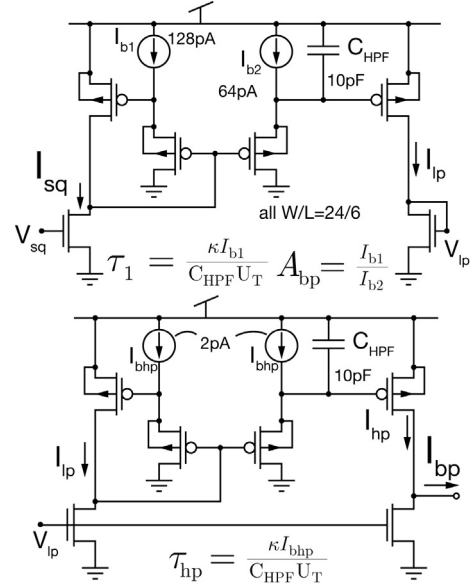 I_b1 128pA
I_b2
C_HPF
10pF
64pA
I_sq
I_lp
all W/L=24/6
V_sq
V_lp
τ_1 = κI_b1 / C_HPF U_T
A_bp = I_b1 / I_b2
I_bhp
2pA
I_bhp
C_HPF
10pF
I_lp
I_hp
I_bp
V_lp
τ_hp = κI_bhp / C_HPF U_T